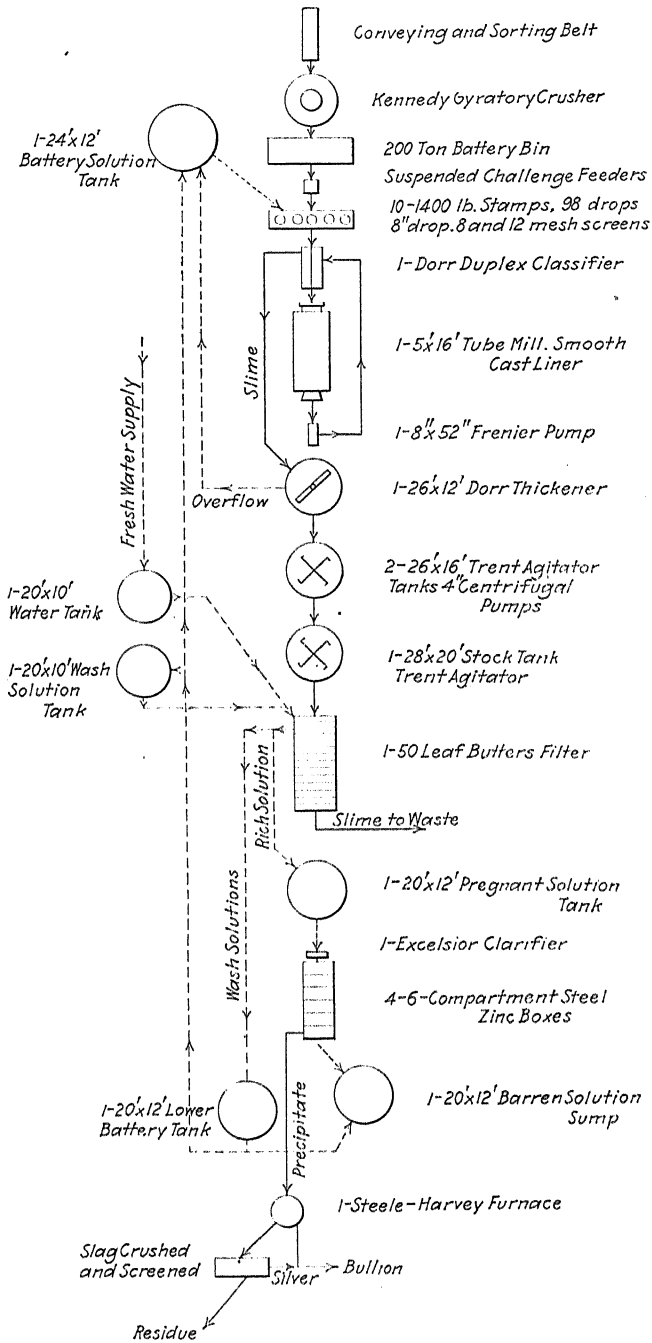 Conveying and Sorting Belt
Kennedy Gyratory Crusher
1-24'x12'
Battery Solution
Tank
200 Ton Battery Bin
Suspended Challenge Feeders
10-1400 lb. Stamps, 98 drops
8" drop. 8 and 12 mesh screens
1-Dorr Duplex Classifier
Slime
1-5'x16' Tube Mill. Smooth
Cast Liner
Fresh Water Supply
1-8"x52" Frenier Pump
Overflow
1-26'x12' Dorr Thickener
2-26'x16' Trent Agitator
Tanks 4" Centrifugal
Pumps
1-20'x10'
Water Tank
1-20'x10' Wash
Solution
Tank
1-28'x20' Stock Tank
Trent Agitator
1-50 Leaf Butters Filter
Rich Solution
Slime to Waste
Wash Solutions
1-20'x12' Pregnant Solution
Tank
1-Excelsior Clarifier
4-6-Compartment Steel
Zinc Boxes
1-20'x12' Lower
Battery Tank
Precipitate
1-20'x12' Barren Solution
Sump
1-Steele-Harvey Furnace
Slag Crushed
and Screened
Silver
Bullion
Residue